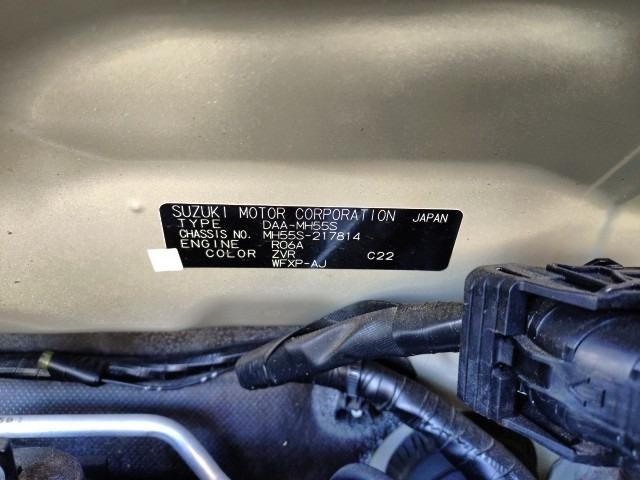 SUZUKI MOTOR CORPORATION JAPAN
TYPE DAA-MH55S
CHASSIS NO. MH55S-217814
ENGINE R06A
COLOR ZVR C22
WFXP-AJ